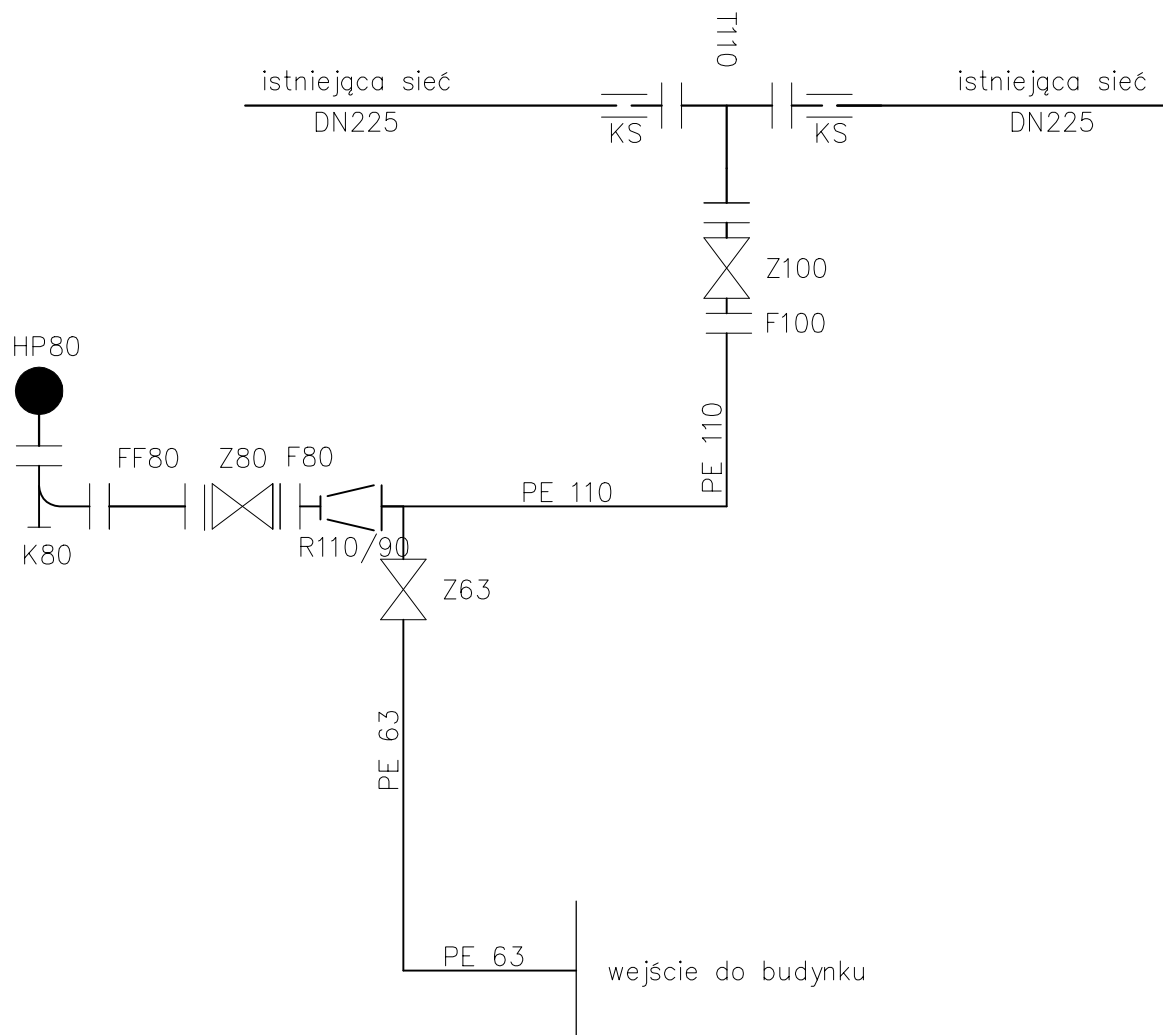 T110
istniejąca sieć
DN225
KS
KS
istniejąca sieć
DN225
Z100
F100
HP80
FF80
Z80
F80
PE 110
PE 110
K80
R110/90
Z63
PE 63
PE 63
wejście do budynku